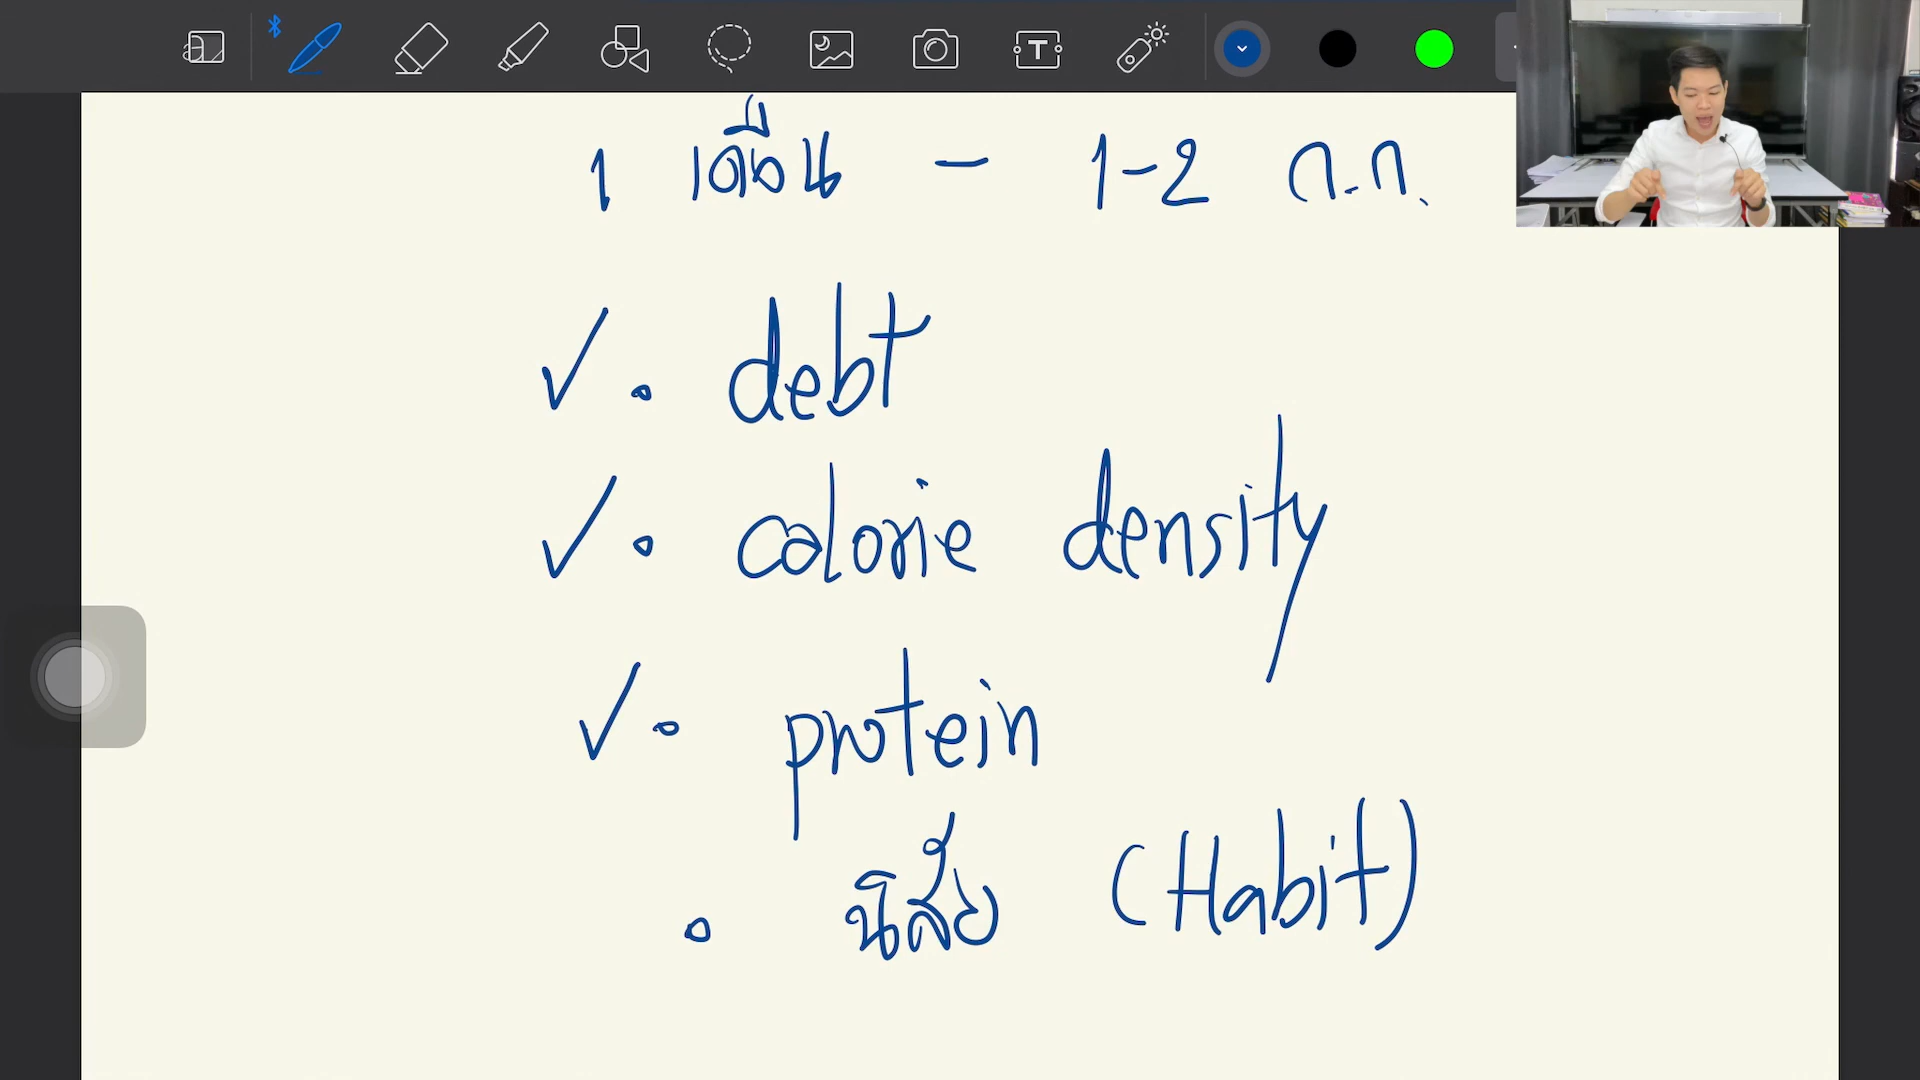 1 เดือน - 1-2 ก.ก.
✓ • debt
✓ • calorie density
✓ • protein
• นิสัย (Habit)